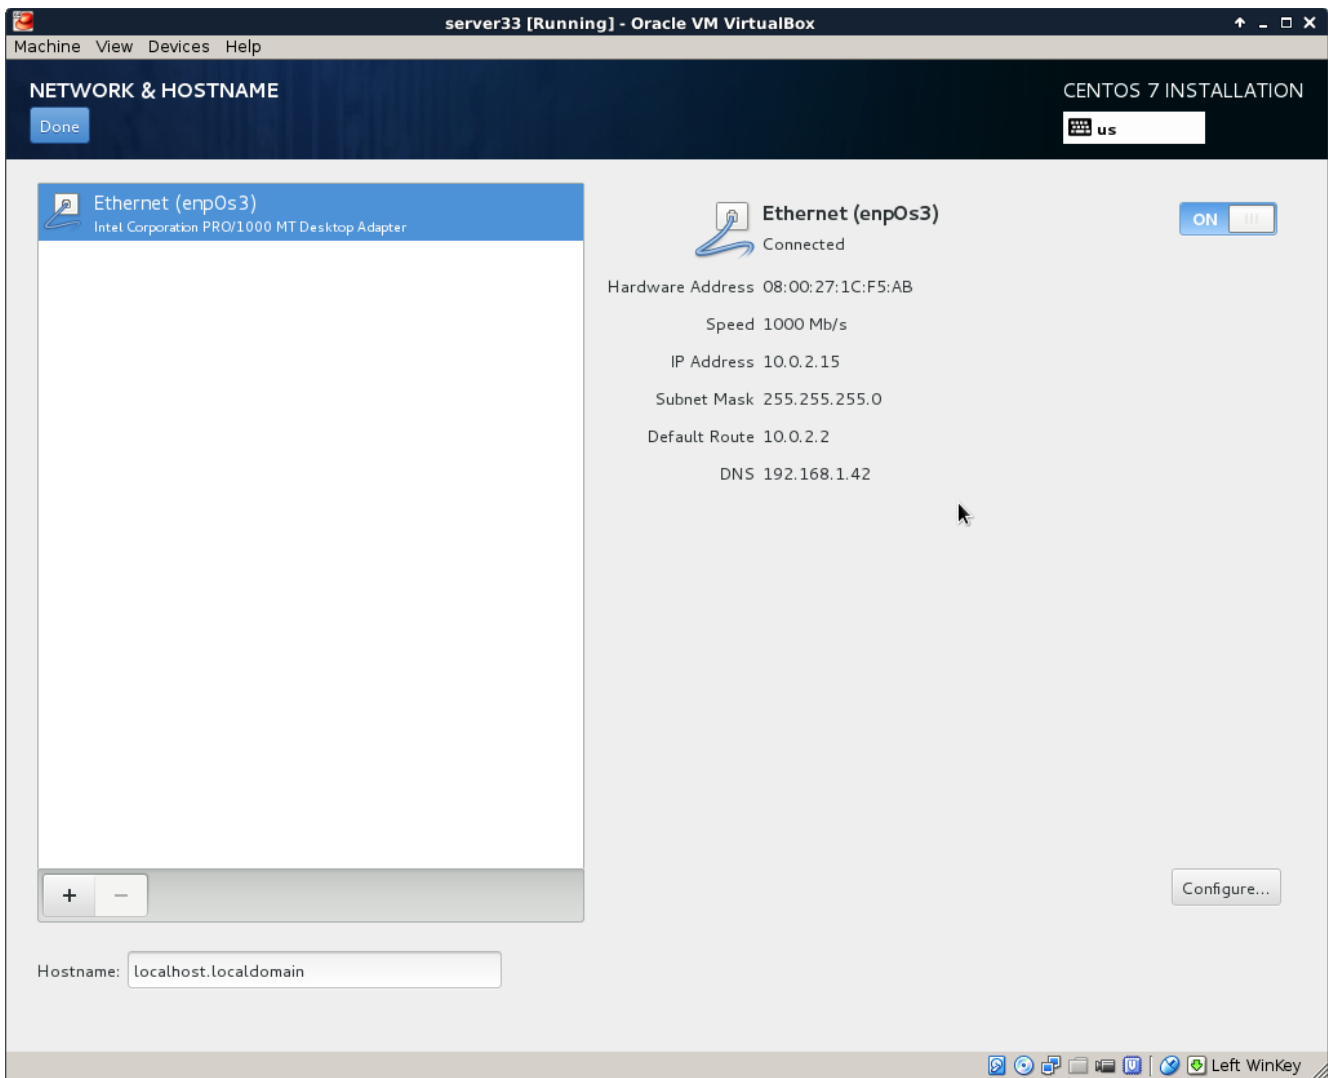 server33 [Running] - Oracle VM VirtualBox
Machine View Devices Help
NETWORK & HOSTNAME
CENTOS 7 INSTALLATION
Done
us
Ethernet (enp0s3)
Intel Corporation PRO/1000 MT Desktop Adapter
Ethernet (enp0s3)
Connected
ON
Hardware Address 08:00:27:1C:F5:AB
Speed 1000 Mb/s
IP Address 10.0.2.15
Subnet Mask 255.255.255.0
Default Route 10.0.2.2
DNS 192.168.1.42
+ −
Configure...
Hostname: localhost.localdomain
Left WinKey